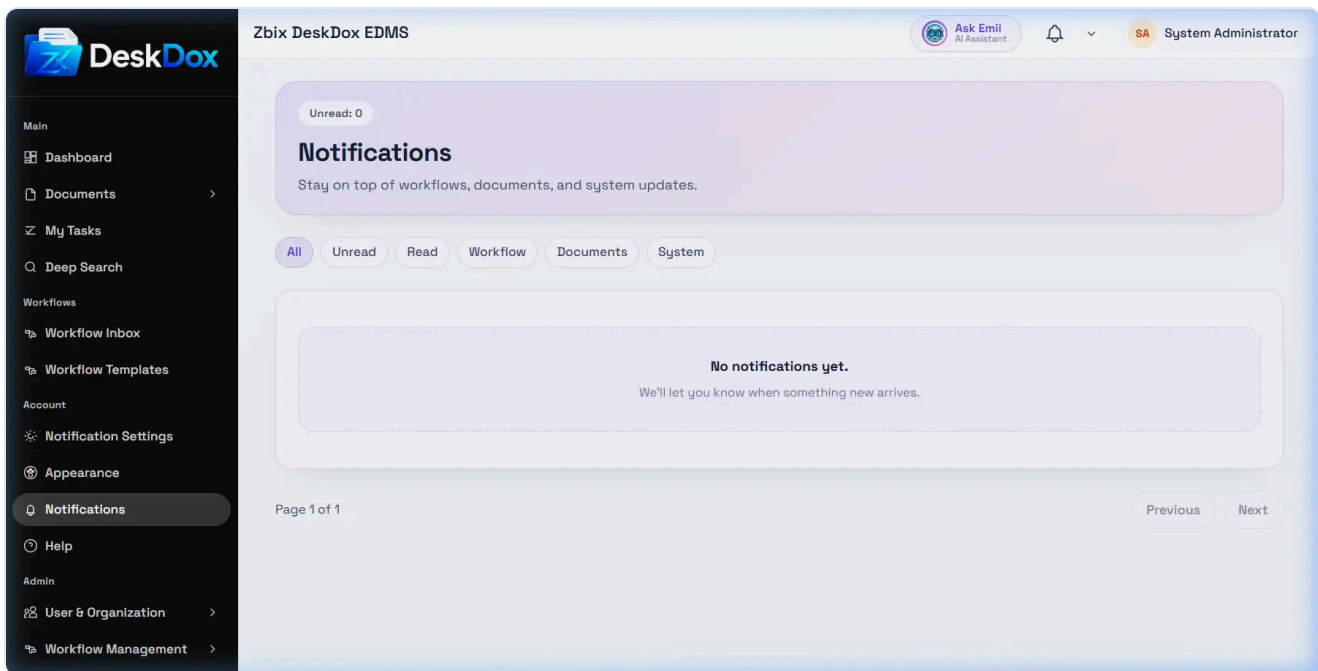 DeskDox
Main
Dashboard
Documents
My Tasks
Deep Search
Workflows
Workflow Inbox
Workflow Templates
Account
Notification Settings
Appearance
Notifications
Help
Admin
User & Organization
Workflow Management
Zbix DeskDox EDMS
Ask Emii
AI Assistant
SA
System Administrator
Unread: 0
Notifications
Stay on top of workflows, documents, and system updates.
All
Unread
Read
Workflow
Documents
System
No notifications yet.
We'll let you know when something new arrives.
Page 1 of 1
Previous
Next